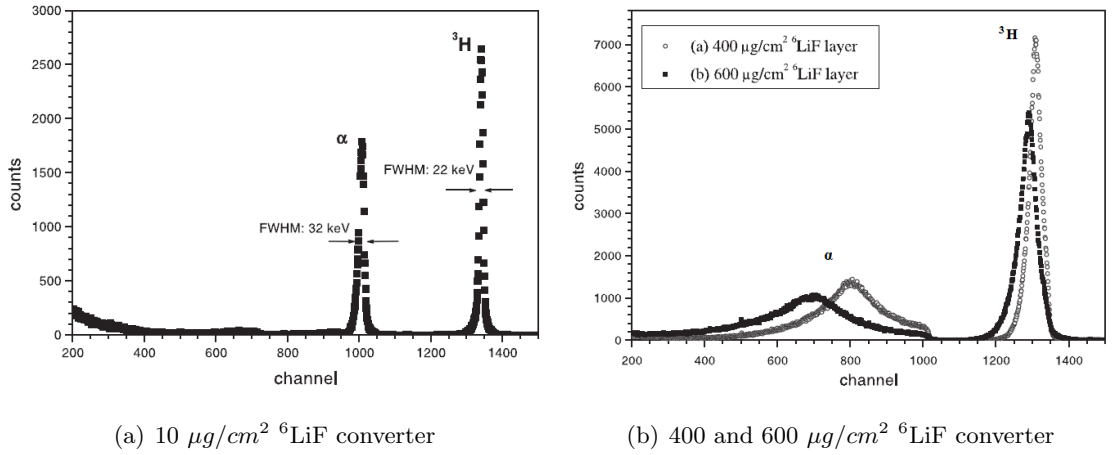 3000
2500
2000
1500
1000
500
0
counts
³H
α
FWHM: 22 keV
FWHM: 32 keV
200 400 600 800 1000 1200 1400
channel
(a) 10 μg/cm² ⁶LiF converter
7000
6000
5000
4000
3000
2000
1000
0
counts
(a) 400 μg/cm² ⁶LiF layer
(b) 600 μg/cm² ⁶LiF layer
³H
α
200 400 600 800 1000 1200 1400
channel
(b) 400 and 600 μg/cm² ⁶LiF converter